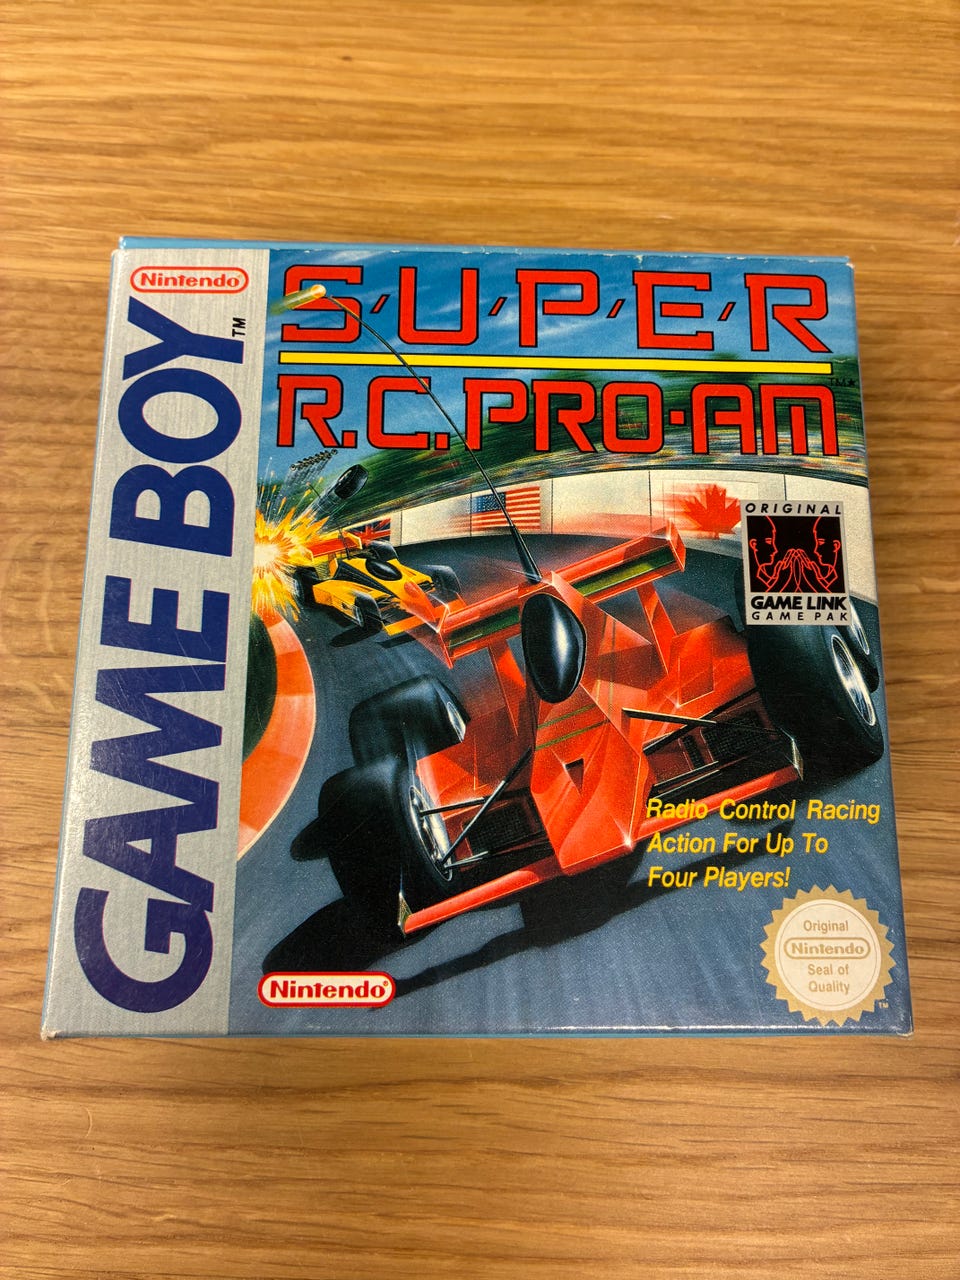 Nintendo®
GAME BOY™
S·U·P·E·R
R.C. PRO-AM™*
ORIGINAL
GAME LINK
GAME PAK
Radio Control Racing
Action For Up To
Four Players!
Original
Nintendo
Seal of
Quality
™
Nintendo®